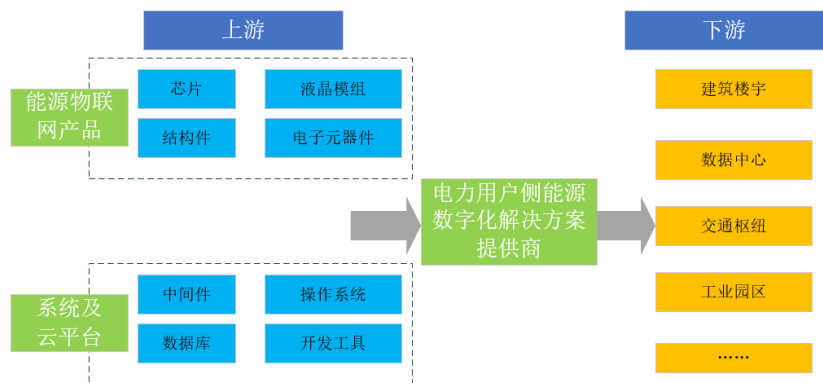 上游
下游
能源物联
网产品
芯片
液晶模组
结构件
电子元器件
建筑楼宇
数据中心
电力用户侧能源
数字化解决方案
提供商
交通枢纽
系统及
云平台
中间件
操作系统
数据库
开发工具
工业园区
……